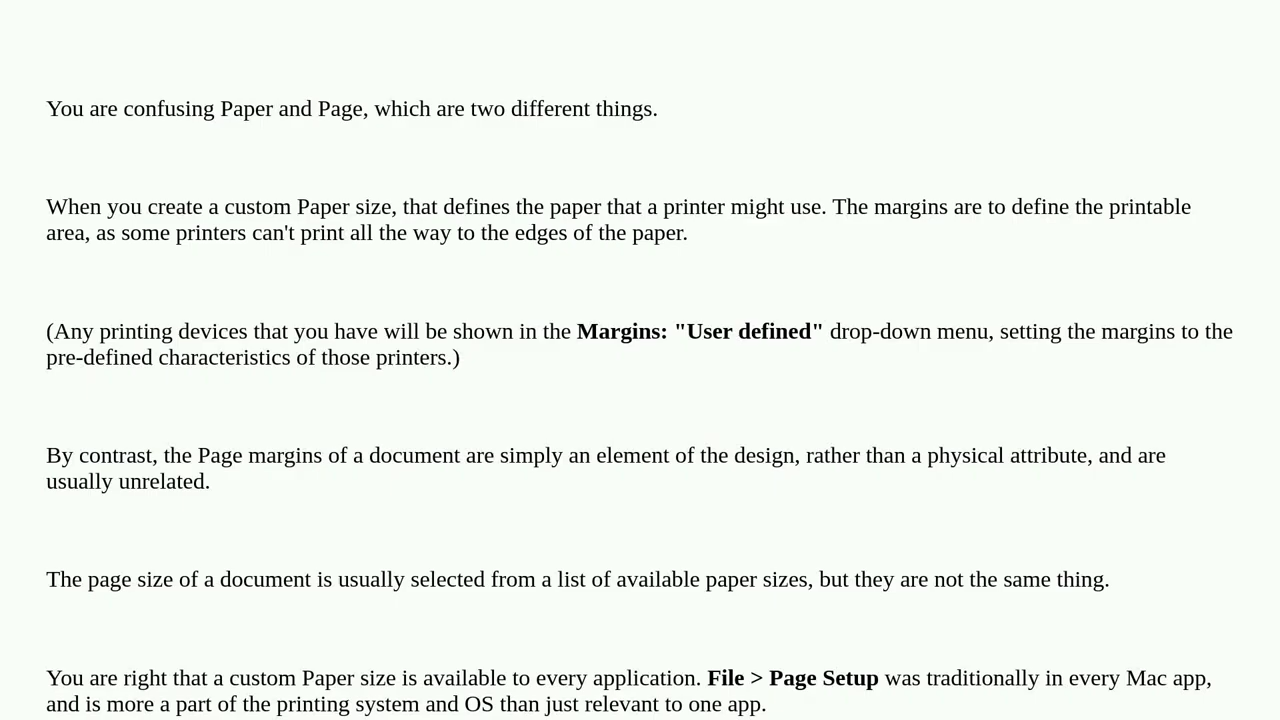 You are confusing Paper and Page, which are two different things.
When you create a custom Paper size, that defines the paper that a printer might use. The margins are to define the printable
area, as some printers can't print all the way to the edges of the paper.
(Any printing devices that you have will be shown in the Margins: "User defined" drop-down menu, setting the margins to the
pre-defined characteristics of those printers.)
By contrast, the Page margins of a document are simply an element of the design, rather than a physical attribute, and are
usually unrelated.
The page size of a document is usually selected from a list of available paper sizes, but they are not the same thing.
You are right that a custom Paper size is available to every application. File > Page Setup was traditionally in every Mac app,
and is more a part of the printing system and OS than just relevant to one app.